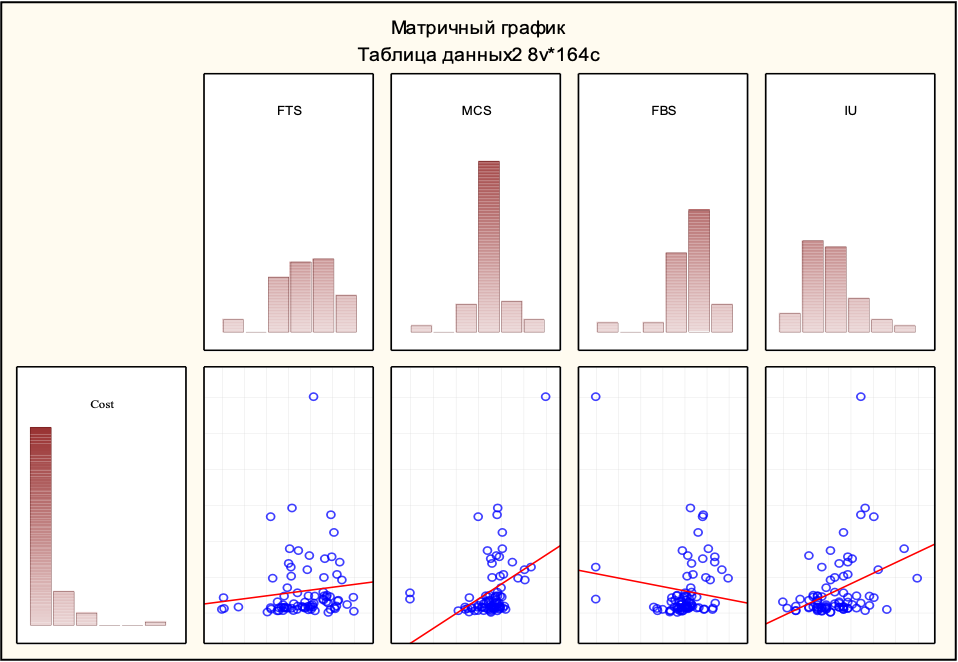 Матричный график
Таблица данных2 8v*164c
FTS
MCS
FBS
IU
Cost